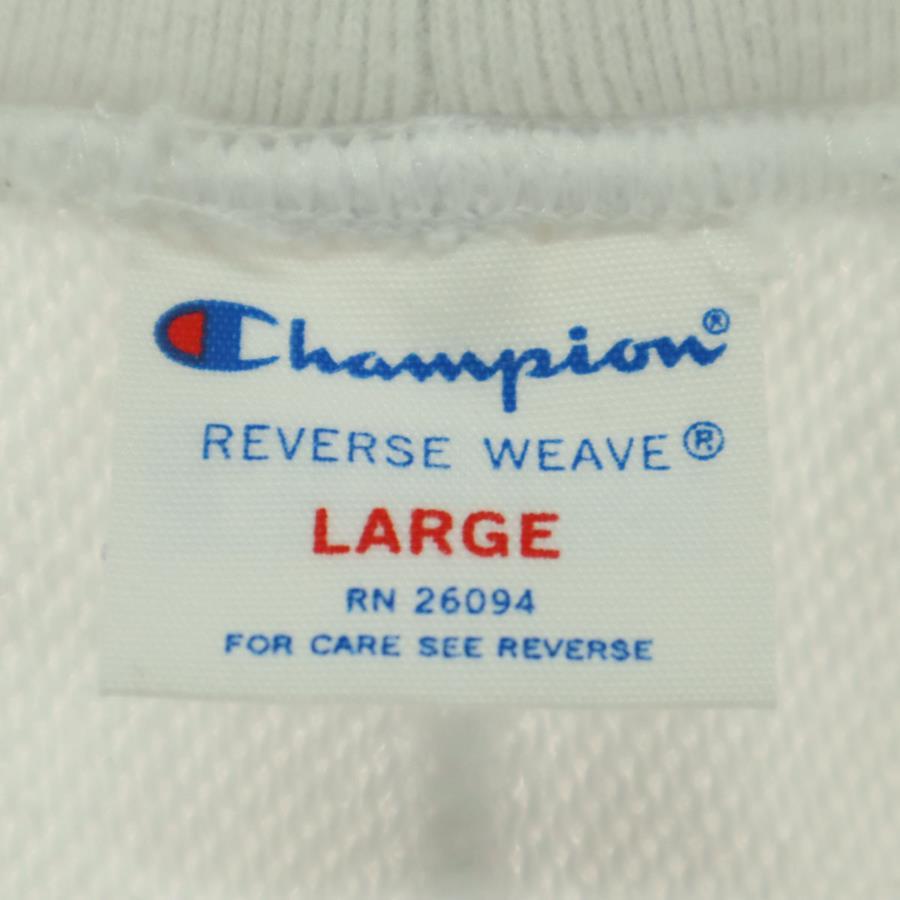 Champion®
REVERSE WEAVE®
LARGE
RN 26094
FOR CARE SEE REVERSE